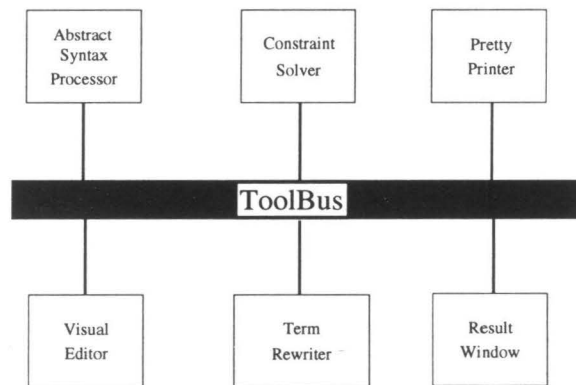 Abstract
Syntax
Processor
Constraint
Solver
Pretty
Printer
ToolBus
Visual
Editor
Term
Rewriter
Result
Window